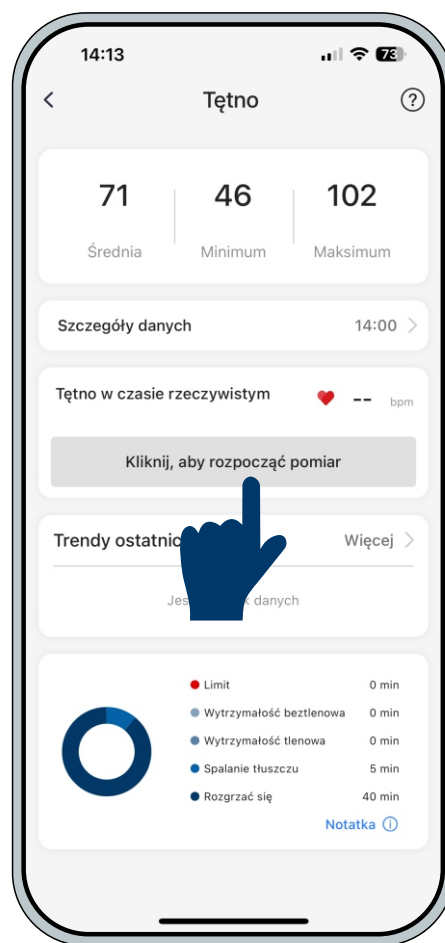 14:13
73
Tętno
?
71 46 102
Średnia Minimum Maksimum
Szczegóły danych 14:00
Tętno w czasie rzeczywistym -- bpm
Kliknij, aby rozpocząć pomiar
Trendy Więcej
danych
Limit 0 min
Wytrzymałość beztlenowa 0 min
Wytrzymałość tlenowa 0 min
Spalanie tłuszczu 5 min
Rozgrzać się 40 min
Notatka